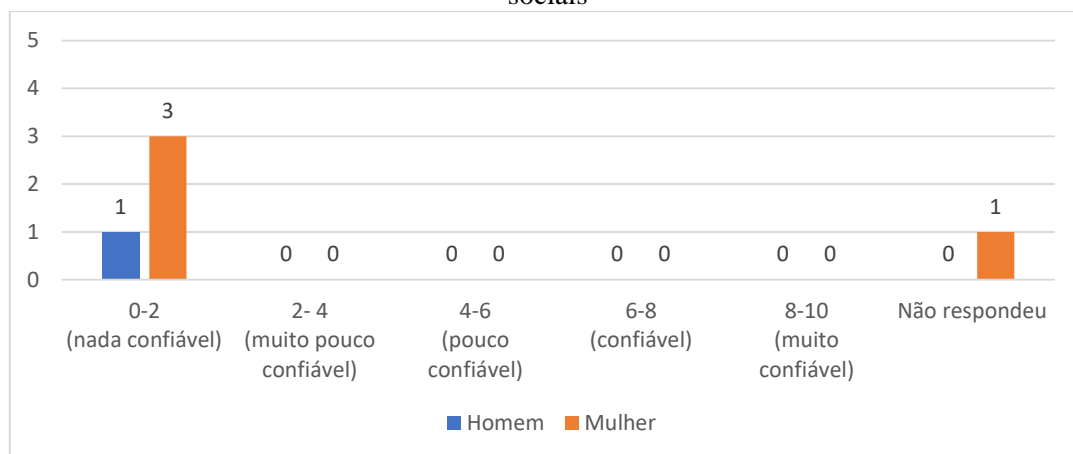 sociais
5
4
3
2
1
0
1
3
0 0
0 0
0 0
0 0
0
1
0-2
(nada confiável)
2- 4
(muito pouco
confiável)
4-6
(pouco
confiável)
6-8
(confiável)
8-10
(muito
confiável)
Não respondeu
Homem Mulher